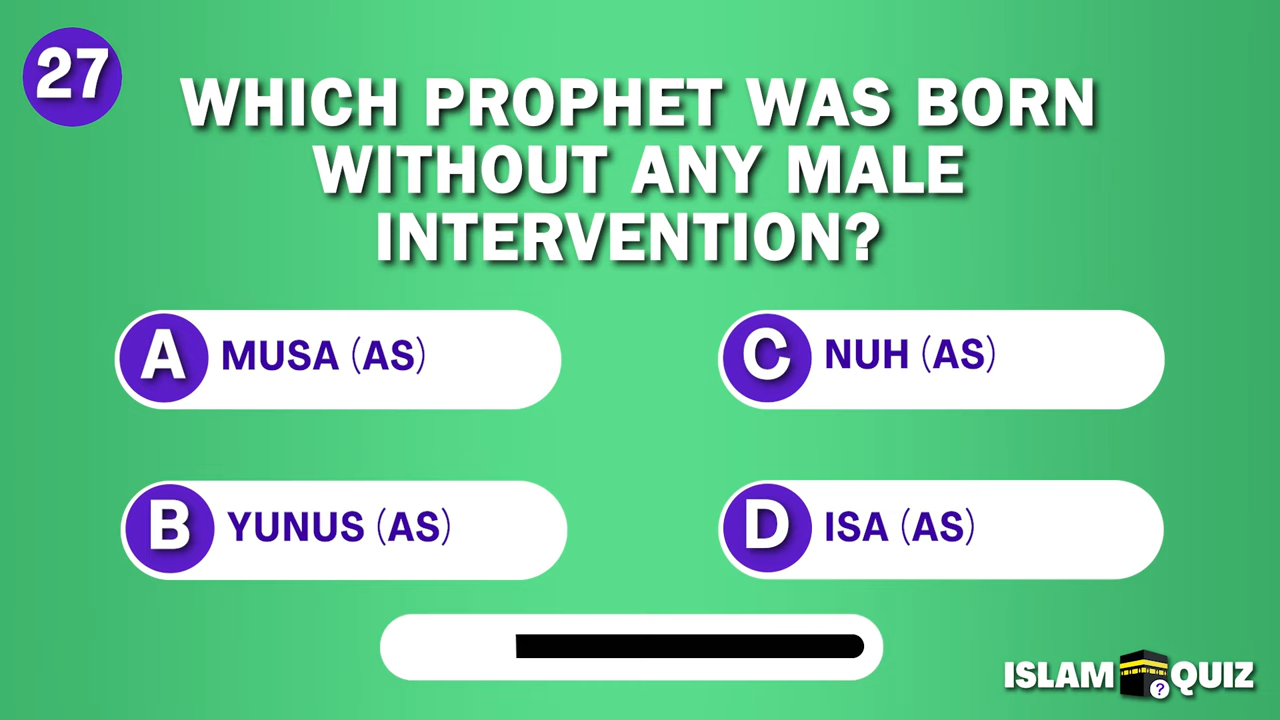 27
WHICH PROPHET WAS BORN
WITHOUT ANY MALE
INTERVENTION?
A MUSA (AS)
B YUNUS (AS)
C NUH (AS)
D ISA (AS)
ISLAM ? QUIZ